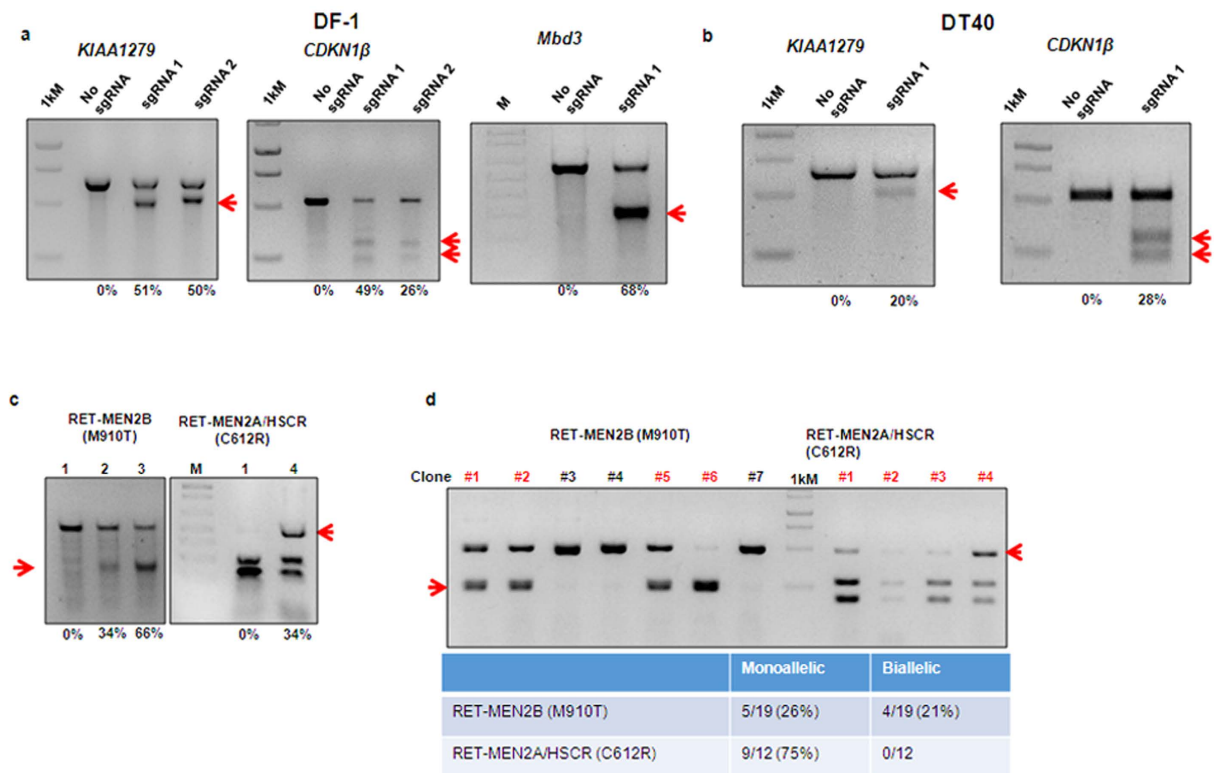 DF-1
a
KIAA1279
CDKN1β
Mbd3
1kM
No sgRNA
sgRNA 1
sgRNA 2
1kM
No sgRNA
sgRNA 1
sgRNA 2
M
No sgRNA
sgRNA 1
0% 51% 50%
0% 49% 26%
0% 68%
DT40
b
KIAA1279
CDKN1β
1kM
No sgRNA
sgRNA 1
1kM
No sgRNA
sgRNA 1
0% 20%
0% 28%
c
RET-MEN2B
(M910T)
RET-MEN2A/HSCR
(C612R)
1 2 3
M 1 4
0% 34% 66%
0% 34%
d
RET-MEN2B (M910T)
RET-MEN2A/HSCR
(C612R)
Clone #1 #2 #3 #4 #5 #6 #7 1kM #1 #2 #3 #4
Monoallelic Biallelic
RET-MEN2B (M910T) 5/19 (26%) 4/19 (21%)
RET-MEN2A/HSCR (C612R) 9/12 (75%) 0/12